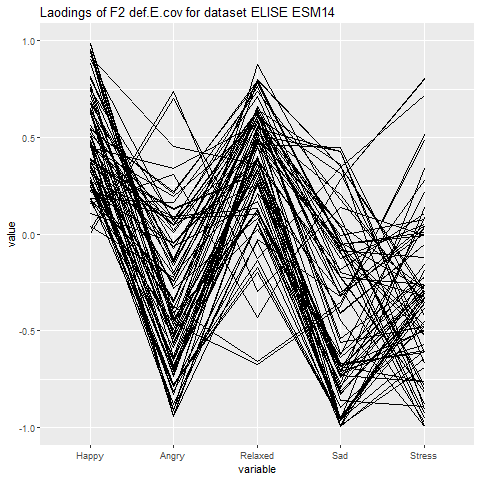 Laodings of F2 def.E.cov for dataset ELISE ESM14
1.0
0.5
0.0
-0.5
-1.0
value
Happy Angry Relaxed Sad Stress
variable